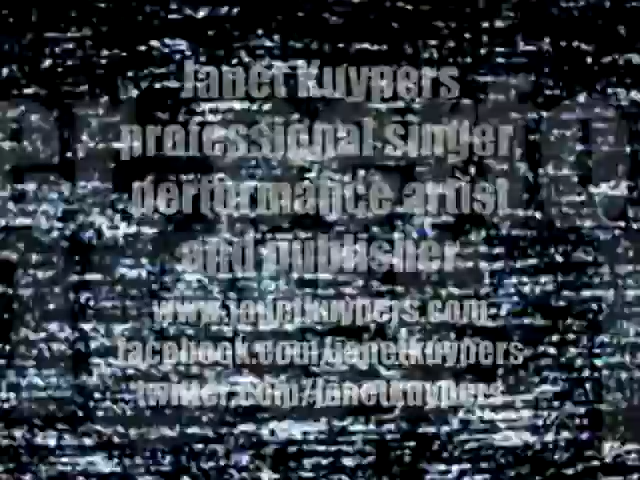 Janet Kuypers
professional singer,
performance artist
and publisher
www.janetkuypers.com
facebook.com/janetkuypers
twitter.com/janetkuypers